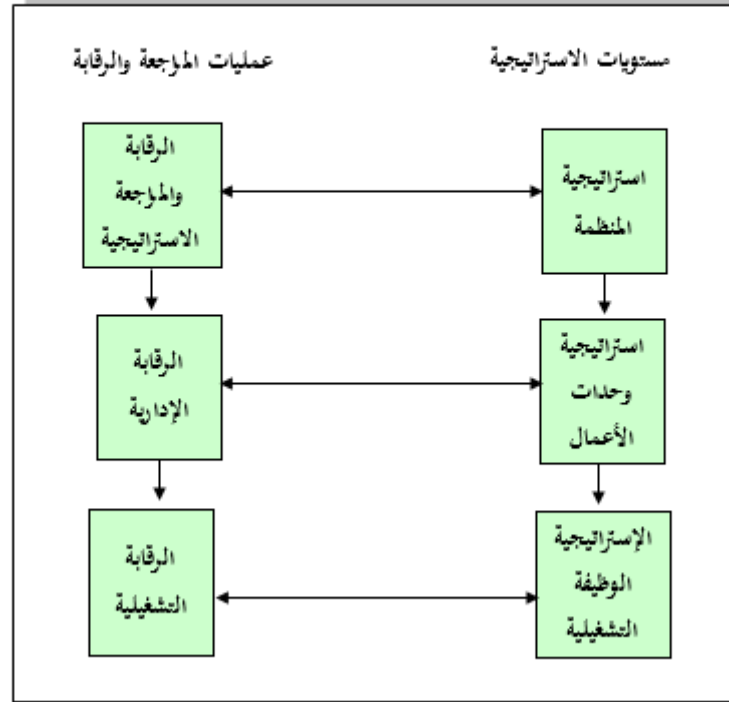 مستويات الاستراتيجية
عمليات المراجعة والرقابة
استراتيجية
المنظمة
الرقابة
والمراجعة
الاستراتيجية
استراتيجية
وحدات
الأعمال
الرقابة
الإدارية
الإستراتيجية
الوظيفة
التشغيلية
الرقابة
التشغيلية